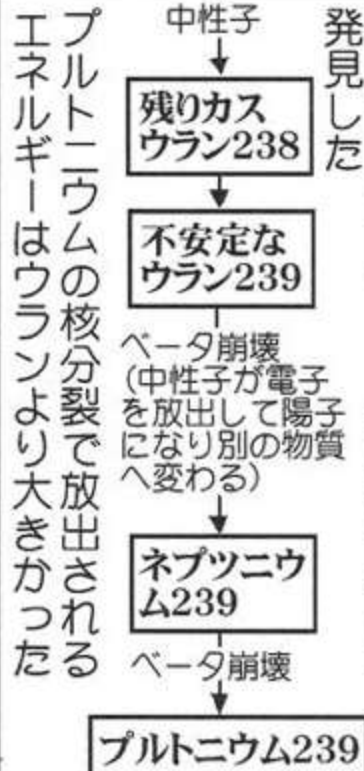 発見した
中性子
残りカス
ウラン238
不安定な
ウラン239
ベータ崩壊
(中性子が電子
を放出して陽子
になり別の物質
へ変わる)
ネプツニウ
ム239
ベータ崩壊
プルトニウム239
プルトニウムの核分裂で放出される
エネルギーはウランより大きかった